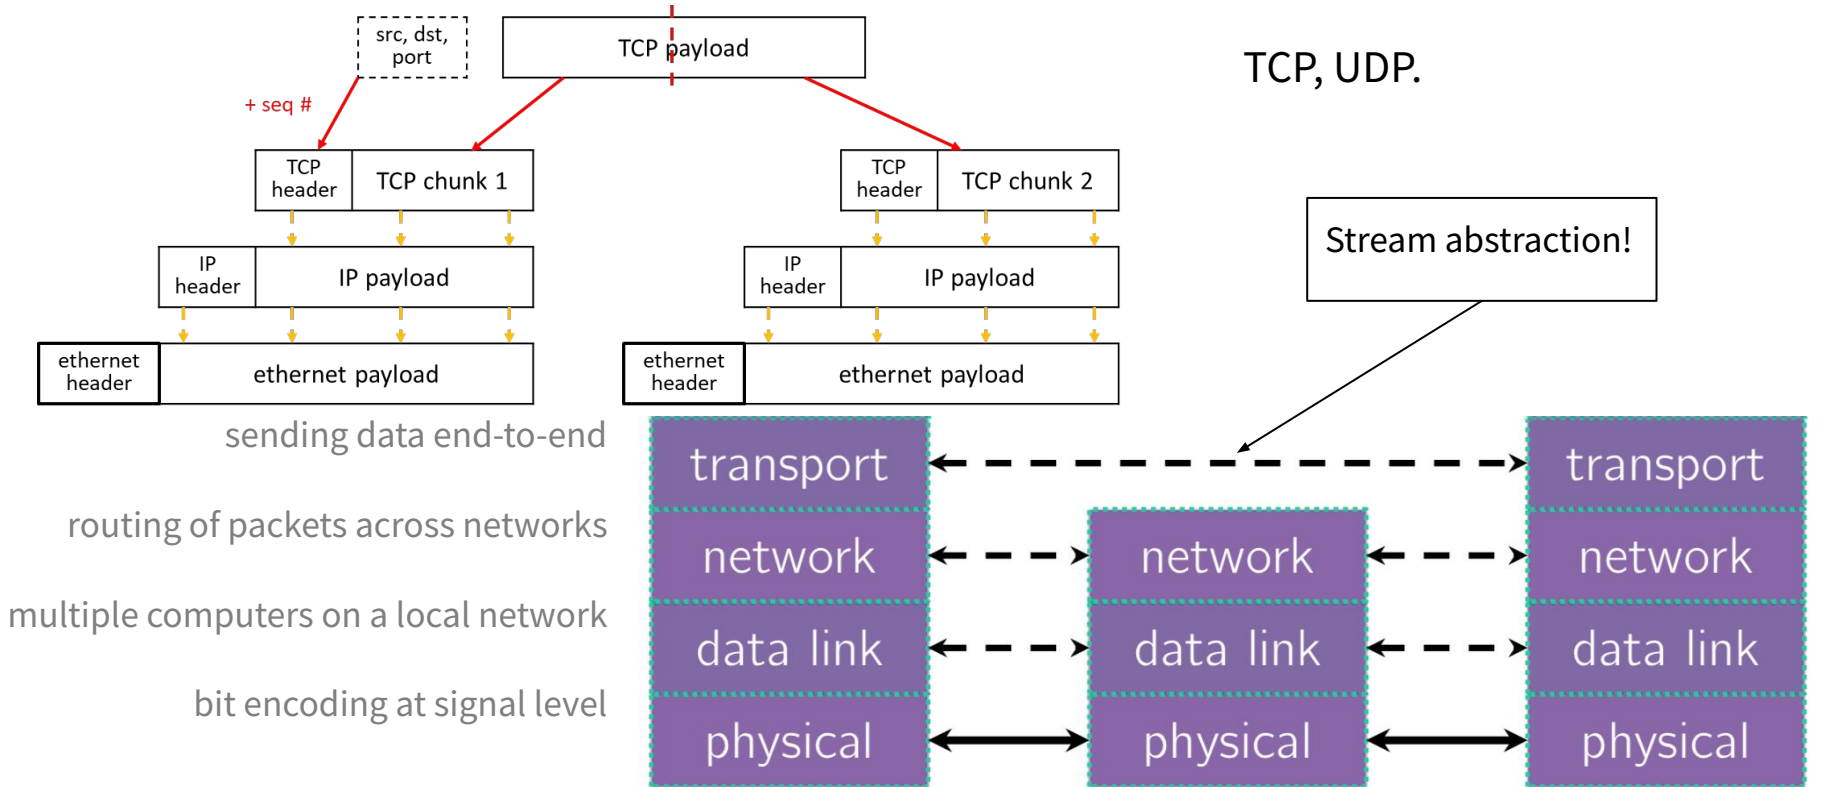 src, dst,
port
TCP payload
TCP, UDP.
+ seq #
TCP
header
TCP chunk 1
TCP
header
TCP chunk 2
IP
header
IP payload
IP
header
IP payload
Stream abstraction!
ethernet
header
ethernet payload
ethernet
header
ethernet payload
sending data end-to-end
transport
transport
routing of packets across networks
network
network
network
multiple computers on a local network
data link
data link
data link
bit encoding at signal level
physical
physical
physical